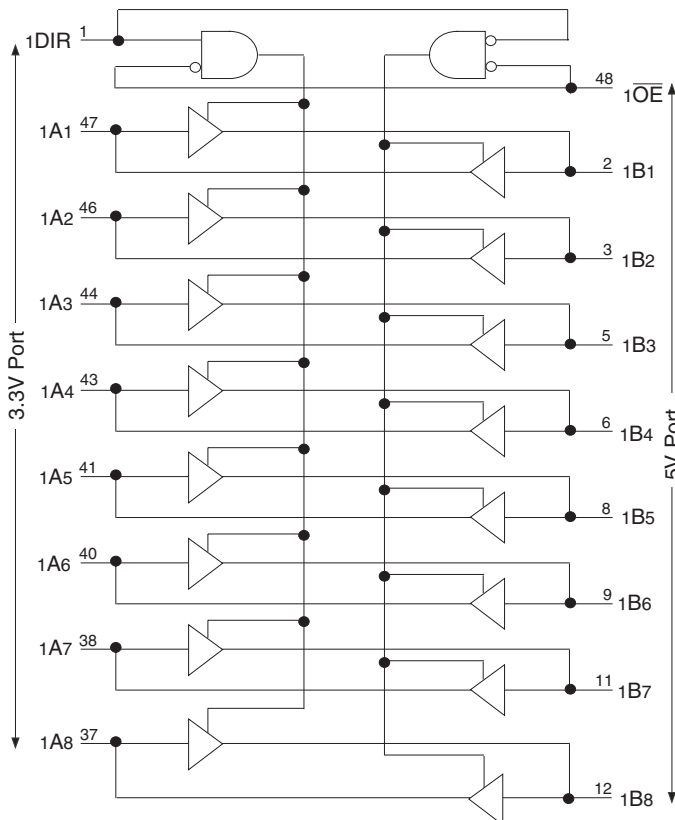 1DIR 1
48 1O̅E̅
1A1 47
2 1B1
1A2 46
3 1B2
1A3 44
5 1B3
3.3V Port
1A4 43
6 1B4
5V Port
1A5 41
8 1B5
1A6 40
9 1B6
1A7 38
11 1B7
1A8 37
12 1B8